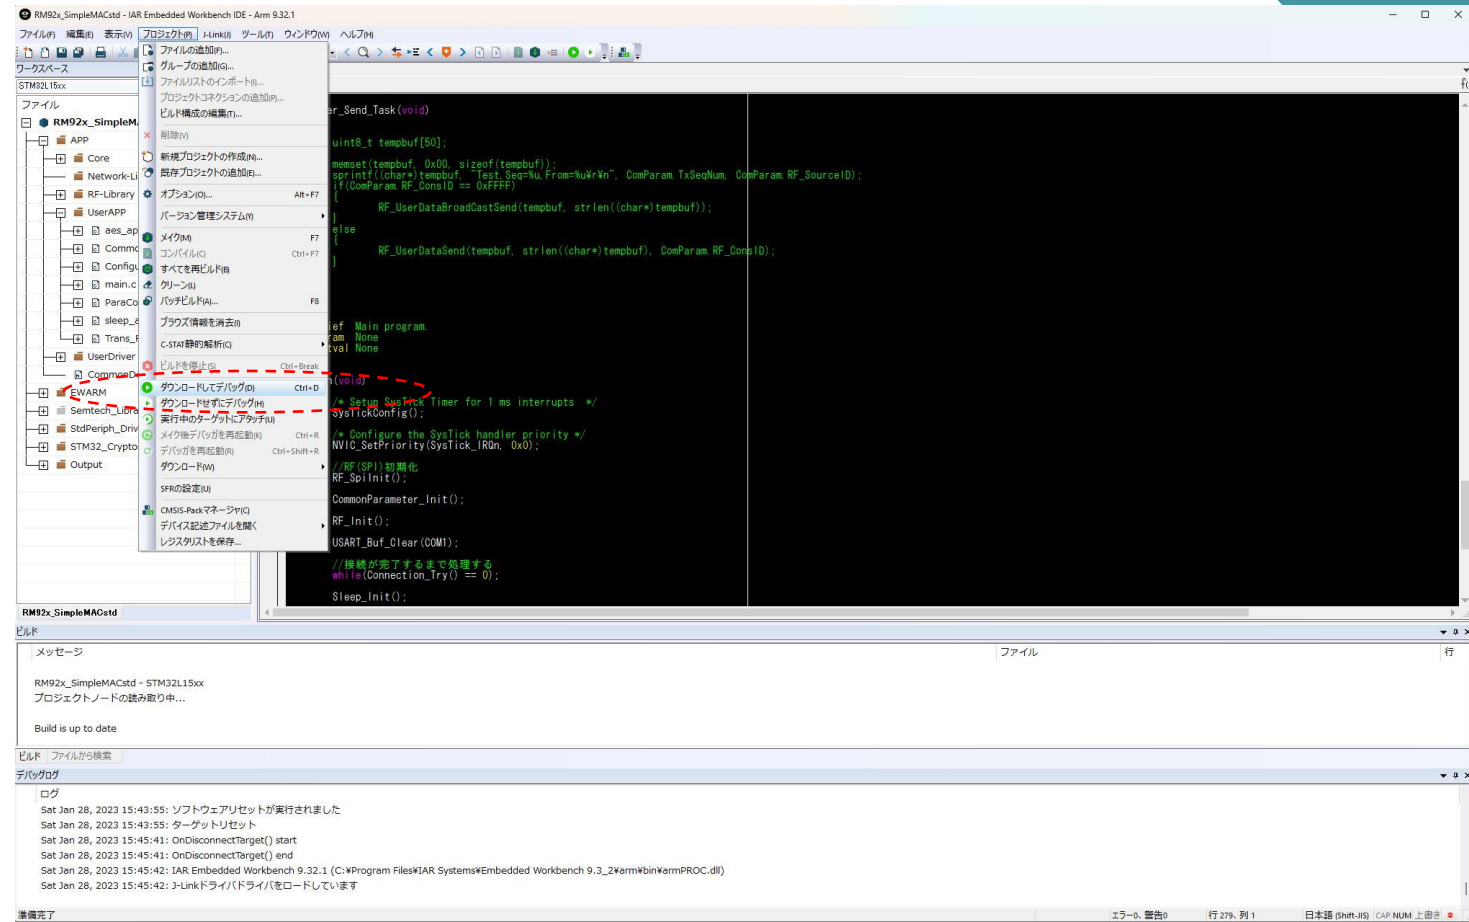 RM92x_SimpleMACstd - IAR Embedded Workbench IDE - Arm 9.32.1
ファイル(F) 編集(E) 表示(V) プロジェクト(P) J-Link(J) ツール(T) ウィンドウ(W) ヘルプ(H)
ワークスペース
STM32L15xx
ファイル
RM92x_SimpleM
APP
Core
Network-Li
RF-Library
UserAPP
aes_ap
Commo
Configu
main.c
ParaCo
sleep_a
Trans_F
UserDriver
CommonD
EWARM
Semtech_Libra
StdPeriph_Driv
STM32_Crypto
Output
RM92x_SimpleMACstd
ファイルの追加(F)...
グループの追加(G)...
ファイルリストのインポート(I)...
プロジェクトコネクションの追加(P)...
ビルド構成の編集(T)...
削除(V)
新規プロジェクトの作成(N)...
既存プロジェクトの追加(E)...
オプション(O)... Alt+F7
バージョン管理システム(Y)
メイク(M) F7
コンパイル(C) Ctrl+F7
すべてを再ビルド(B)
クリーン(L)
バッチビルド(A)... F8
ブラウズ情報を消去(I)
C-STAT静的解析(C)
ビルドを停止(S) Ctrl+Break
ダウンロードしてデバッグ(D) Ctrl+D
ダウンロードせずにデバッグ(H)
実行中のターゲットにアタッチ(U)
メイク後デバッガを再起動(K) Ctrl+R
デバッガを再起動(R) Ctrl+Shift+R
ダウンロード(W)
SFRの設定(U)
CMSIS-Packマネージャ(C)
デバイス記述ファイルを開く
レジスタリストを保存...
er_Send_Task(void)
uint8_t tempbuf[50];
memset(tempbuf, 0x00, sizeof(tempbuf));
sprintf((char*)tempbuf, "Test,Seq=%u,From=%u¥r¥n", ComParam.TxSeqNum, ComParam.RF_SourceID);
if(ComParam.RF_ConsID == 0xFFFF)
{
RF_UserDataBroadCastSend(tempbuf, strlen((char*)tempbuf));
}
else
{
RF_UserDataSend(tempbuf, strlen((char*)tempbuf), ComParam.RF_ConsID);
}
ief Main program.
ram None
tval None
n(void)
/* Setup SysTick Timer for 1 ms interrupts */
SysTickConfig();
/* Configure the SysTick handler priority */
NVIC_SetPriority(SysTick_IRQn, 0x0);
//RF(SPI)初期化
RF_SpiInit();
CommonParameter_Init();
RF_Init();
USART_Buf_Clear(COM1);
//接続が完了するまで処理する
while(Connection_Try() == 0);
Sleep_Init();
ビルド
メッセージ ファイル 行
RM92x_SimpleMACstd - STM32L15xx
プロジェクトノードの読み取り中...
Build is up to date
ビルド ファイルから検索
デバッグログ
ログ
Sat Jan 28, 2023 15:43:55: ソフトウェアリセットが実行されました
Sat Jan 28, 2023 15:43:55: ターゲットリセット
Sat Jan 28, 2023 15:45:41: OnDisconnectTarget() start
Sat Jan 28, 2023 15:45:41: OnDisconnectTarget() end
Sat Jan 28, 2023 15:45:42: IAR Embedded Workbench 9.32.1 (C:¥Program Files¥IAR Systems¥Embedded Workbench 9.3_2¥arm¥bin¥armPROC.dll)
Sat Jan 28, 2023 15:45:42: J-Linkドライバドライバをロードしています
準備完了 エラー0、警告0 行 279、列 1 日本語 (Shift-JIS) CAP NUM 上書き